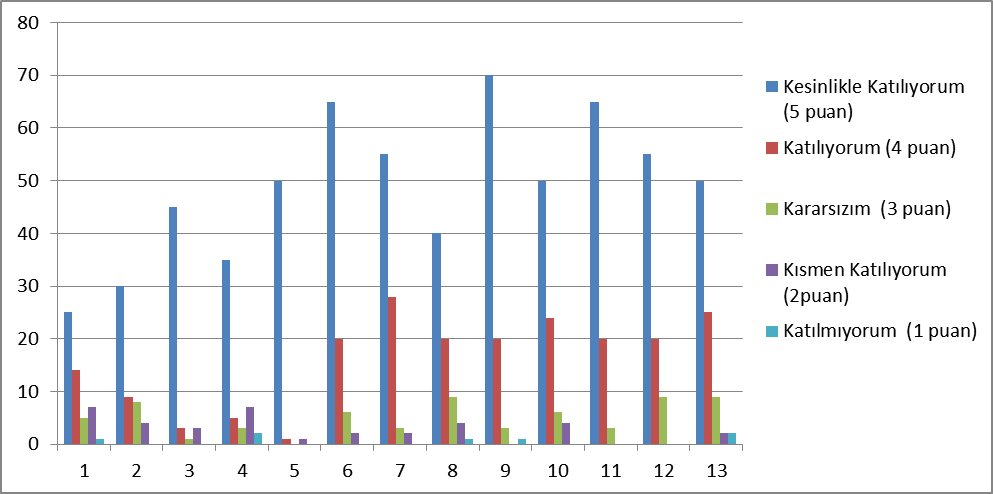 80
70
60
50
40
30
20
10
0
1 2 3 4 5 6 7 8 9 10 11 12 13
Kesinlikle Katılıyorum
(5 puan)
Katılıyorum (4 puan)
Kararsızım  (3 puan)
Kısmen Katılıyorum
(2puan)
Katılmıyorum  (1 puan)